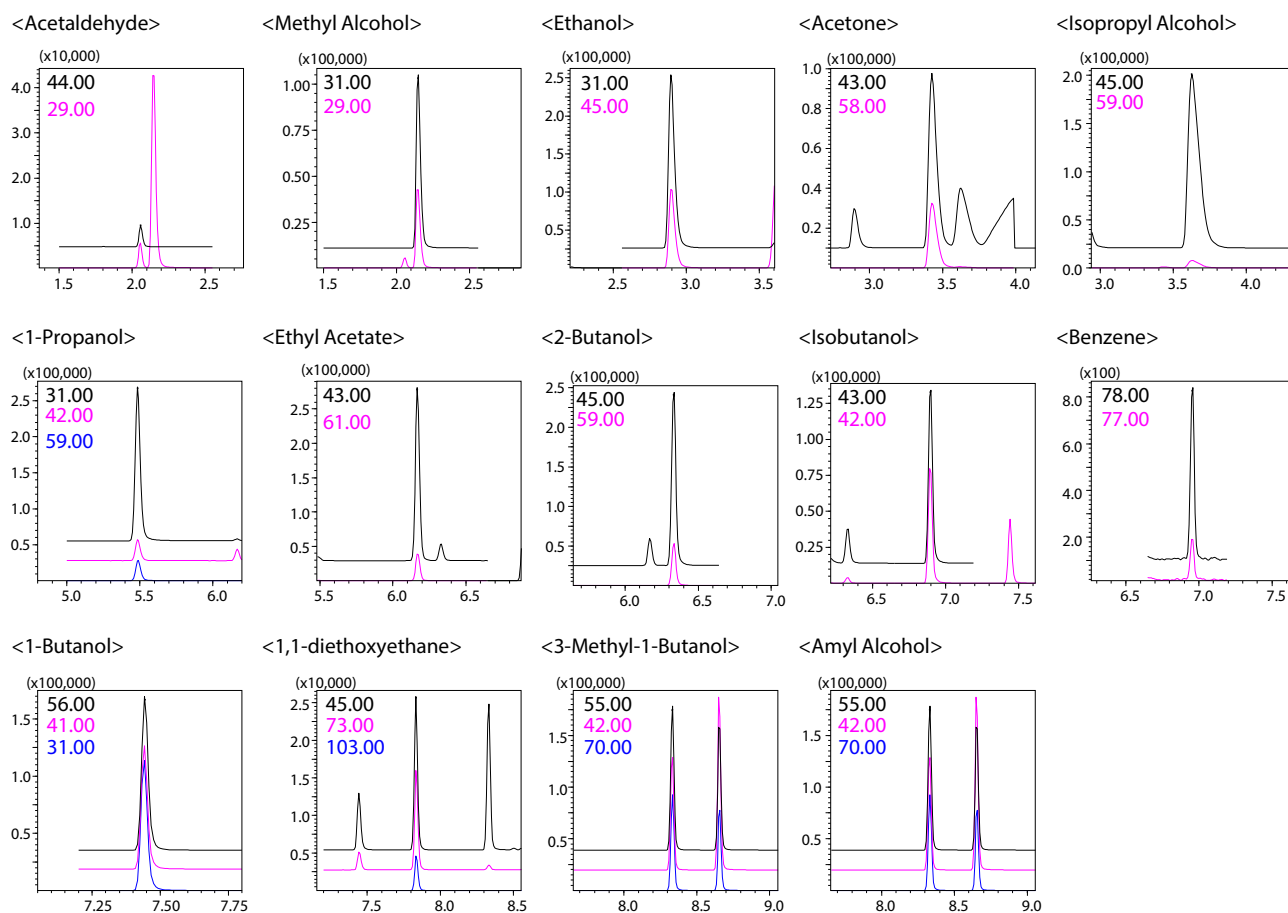 <Acetaldehyde>
(x10,000)
44.00
29.00
4.0
3.0
2.0
1.0
1.5 2.0 2.5
<Methyl Alcohol>
(x100,000)
31.00
29.00
1.00
0.75
0.50
0.25
1.5 2.0 2.5
<Ethanol>
(x100,000)
31.00
45.00
2.5
2.0
1.5
1.0
0.5
2.5 3.0 3.5
<Acetone>
(x100,000)
43.00
58.00
1.0
0.8
0.6
0.4
0.2
3.0 3.5 4.0
<Isopropyl Alcohol>
(x100,000)
45.00
59.00
2.0
1.5
1.0
0.5
0.0
3.0 3.5 4.0
<1-Propanol>
(x100,000)
31.00
42.00
59.00
2.5
2.0
1.5
1.0
0.5
5.0 5.5 6.0
<Ethyl Acetate>
(x100,000)
43.00
61.00
2.5
2.0
1.5
1.0
0.5
5.5 6.0 6.5
<2-Butanol>
(x100,000)
45.00
59.00
2.5
2.0
1.5
1.0
0.5
6.0 6.5 7.0
<Isobutanol>
(x100,000)
43.00
42.00
1.25
1.00
0.75
0.50
0.25
6.5 7.0 7.5
<Benzene>
(x100)
78.00
77.00
8.0
6.0
4.0
2.0
6.5 7.0 7.5
<1-Butanol>
(x100,000)
56.00
41.00
31.00
1.5
1.0
0.5
7.25 7.50 7.75
<1,1-diethoxyethane>
(x10,000)
45.00
73.00
103.00
2.5
2.0
1.5
1.0
0.5
7.5 8.0 8.5
<3-Methyl-1-Butanol>
(x100,000)
55.00
42.00
70.00
1.5
1.0
0.5
8.0 8.5 9.0
<Amyl Alcohol>
(x100,000)
55.00
42.00
70.00
1.5
1.0
0.5
8.0 8.5 9.0